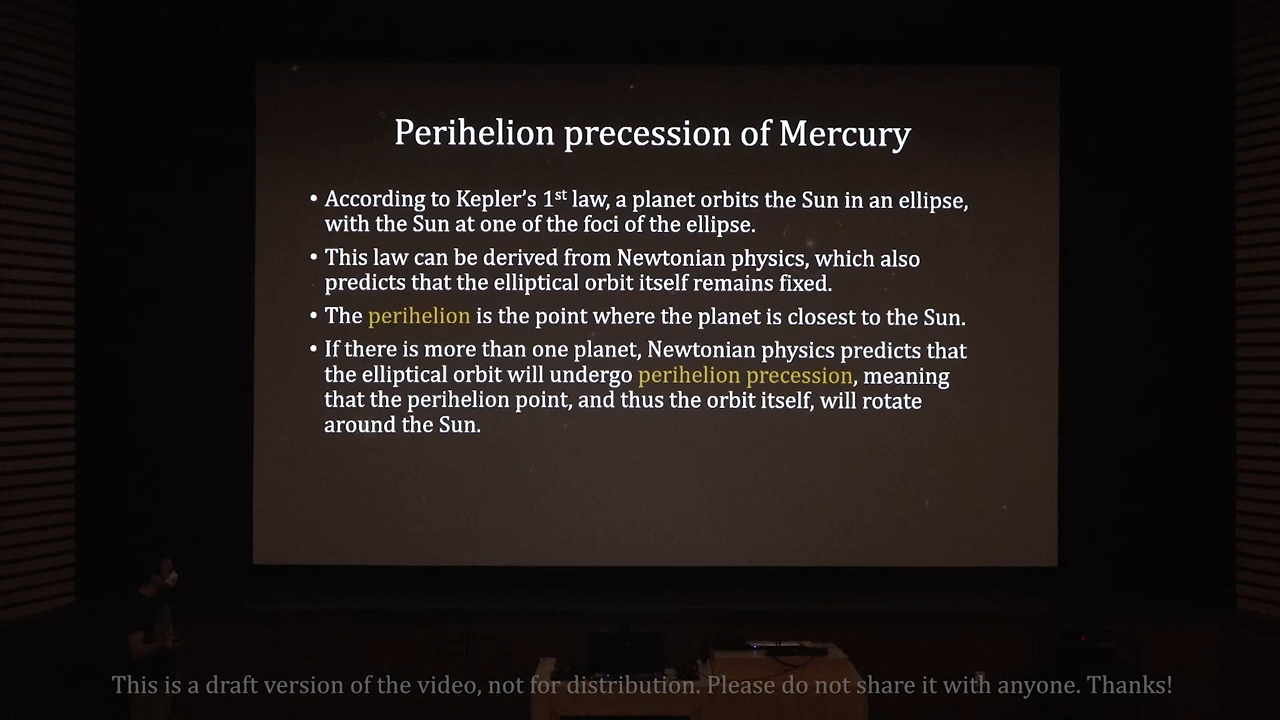 Perihelion precession of Mercury
• According to Kepler's 1st law, a planet orbits the Sun in an ellipse,
with the Sun at one of the foci of the ellipse.
• This law can be derived from Newtonian physics, which also
predicts that the elliptical orbit itself remains fixed.
• The perihelion is the point where the planet is closest to the Sun.
• If there is more than one planet, Newtonian physics predicts that
the elliptical orbit will undergo perihelion precession, meaning
that the perihelion point, and thus the orbit itself, will rotate
around the Sun.
This is a draft version of the video, not for distribution. Please do not share it with anyone. Thanks!